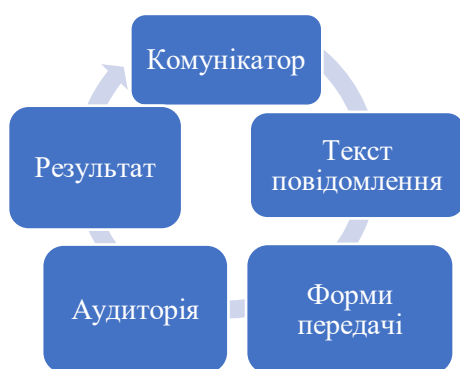 Комунікатор
Текст
повідомлення
Форми
передачі
Аудиторія
Результат